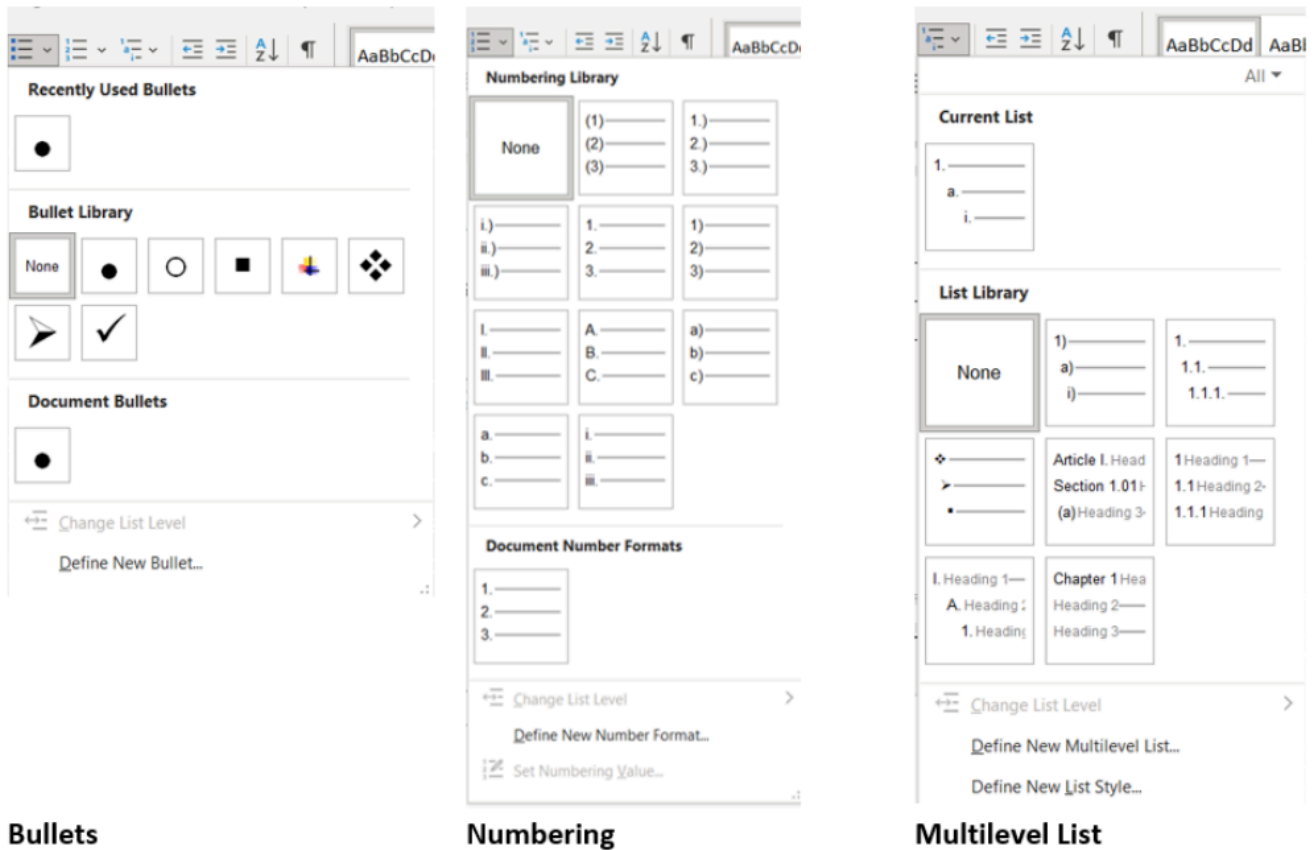 AaBbCcDd
Recently Used Bullets
Bullet Library
None
Document Bullets
Change List Level
Define New Bullet...
Bullets
AaBbCcDd
Numbering Library
None
(1)
(2)
(3)
1.)
2.)
3.)
i.)
ii.)
iii.)
1.
2.
3.
1)
2)
3)
I.
II.
III.
A.
B.
C.
a)
b)
c)
a.
b.
c.
i.
ii.
iii.
Document Number Formats
1.
2.
3.
Change List Level
Define New Number Format...
Set Numbering Value...
Numbering
AaBbCcDd AaBb
All
Current List
1.
a.
i.
List Library
None
1)
a)
i)
1.
1.1.
1.1.1.
Article I. Head
Section 1.01 H
(a) Heading 3
1 Heading 1
1.1 Heading 2
1.1.1 Heading
I. Heading 1
A. Heading 2
1. Heading
Chapter 1 Hea
Heading 2
Heading 3
Change List Level
Define New Multilevel List...
Define New List Style...
Multilevel List